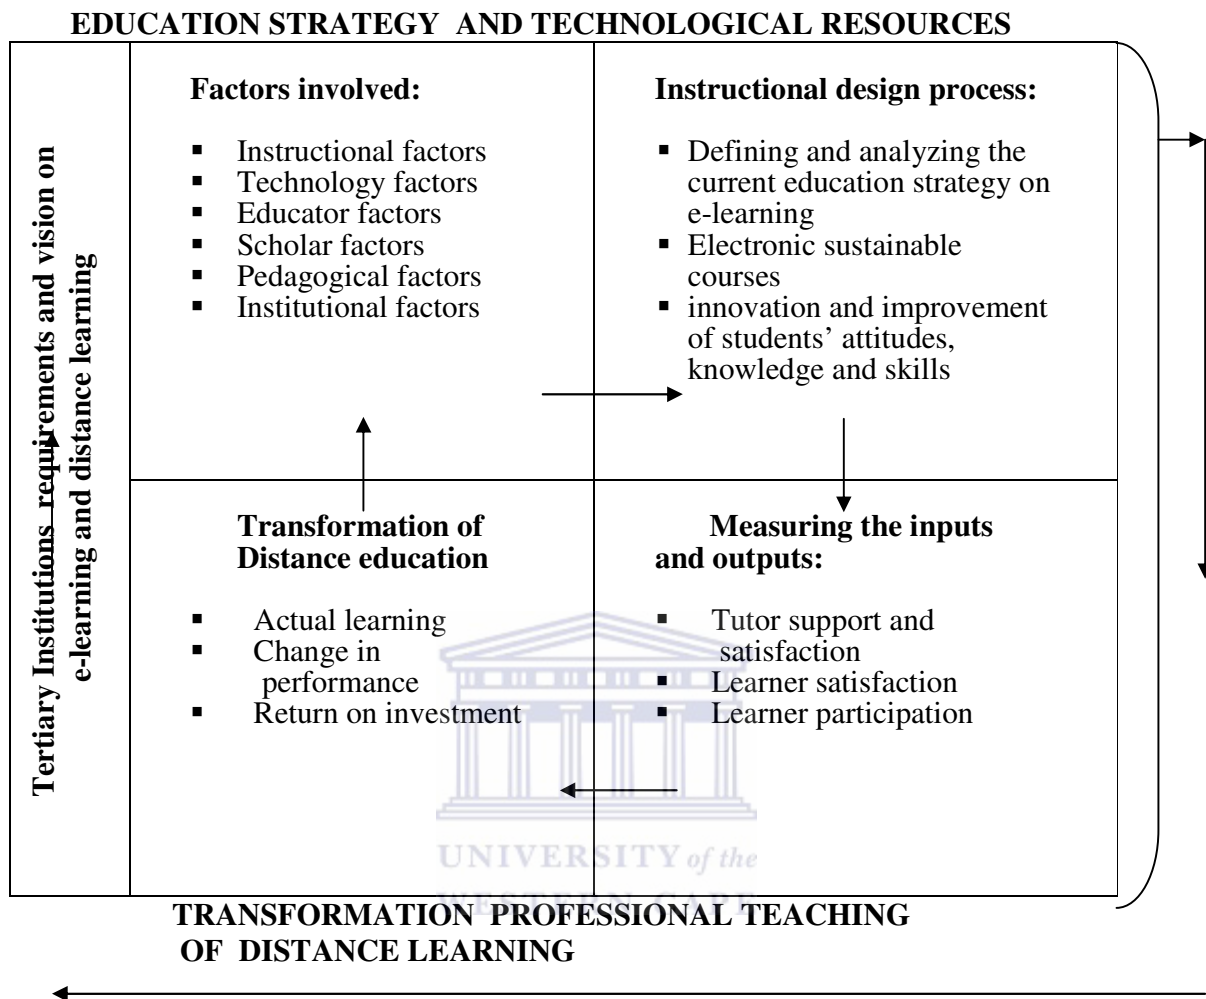 EDUCATION STRATEGY AND TECHNOLOGICAL RESOURCES
Tertiary Institutions requirements and vision on
e-learning and distance learning
Factors involved:
▪ Instructional factors
▪ Technology factors
▪ Educator factors
▪ Scholar factors
▪ Pedagogical factors
▪ Institutional factors
Instructional design process:
▪ Defining and analyzing the
current education strategy on
e-learning
▪ Electronic sustainable
courses
▪ innovation and improvement
of students’ attitudes,
knowledge and skills
Transformation of
Distance education
▪ Actual learning
▪ Change in
performance
▪ Return on investment
Measuring the inputs
and outputs:
▪ Tutor support and
satisfaction
▪ Learner satisfaction
▪ Learner participation
UNIVERSITY of the
WESTERN CAPE
TRANSFORMATION PROFESSIONAL TEACHING
OF DISTANCE LEARNING